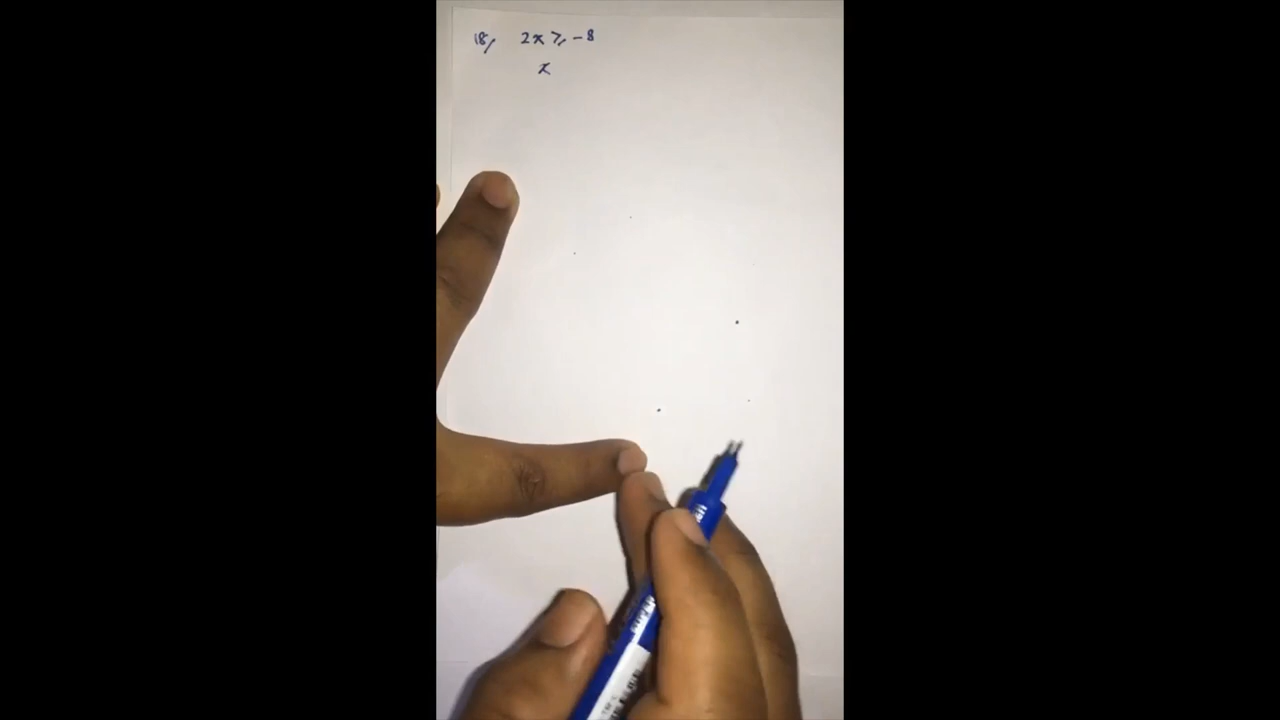 18, 2x ⩾ -8
x